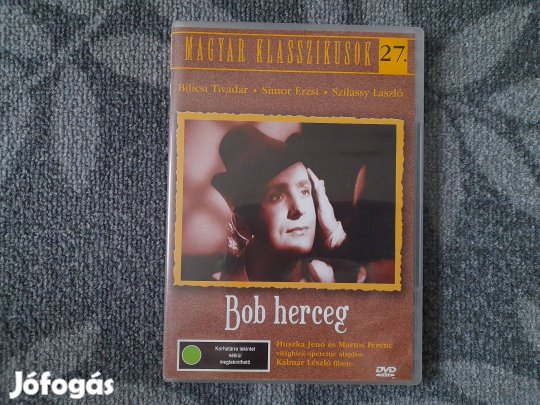 MAGYAR KLASSZIKUSOK 27.
Bilicsi Tivadar • Simor Erzsi • Szilassy László
Bob herceg
Korhatárra tekintet
nélkül
megtekinthető
Huszka Jenő és Martos Ferenc
világhírű operettje alapján
Kalmár László filmje.
DVD
VIDEO
Jófogás